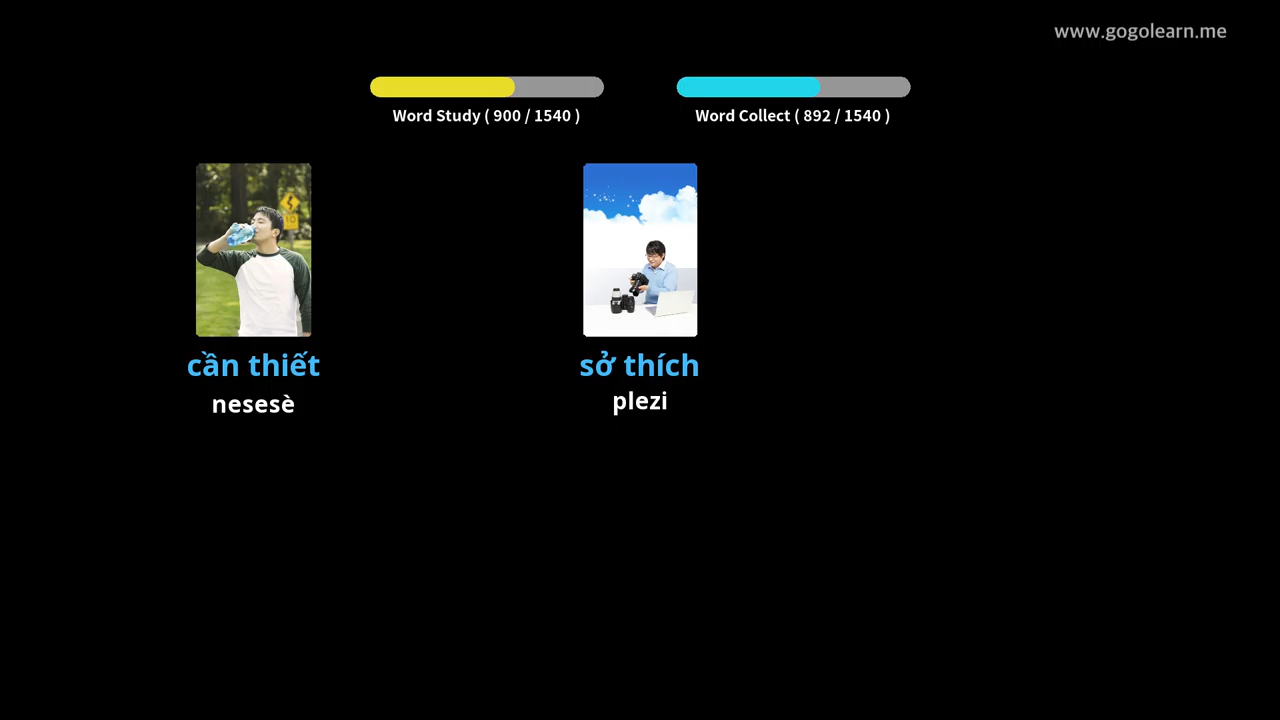 www.gogolearn.me
Word Study ( 900 / 1540 )
Word Collect ( 892 / 1540 )
cần thiết
nesesè
sở thích
plezi